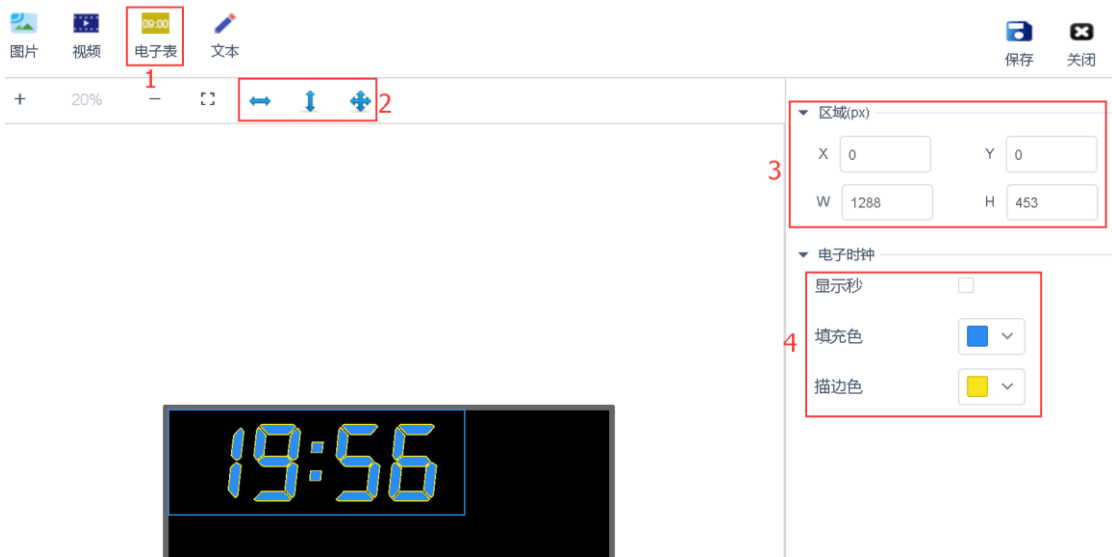 09:00
图片 视频 电子表 文本 保存 关闭
1
+ 20% − 2
区域(px)
X 0 Y 0
3
W 1288 H 453
电子时钟
显示秒
4 填充色
描边色
19:56